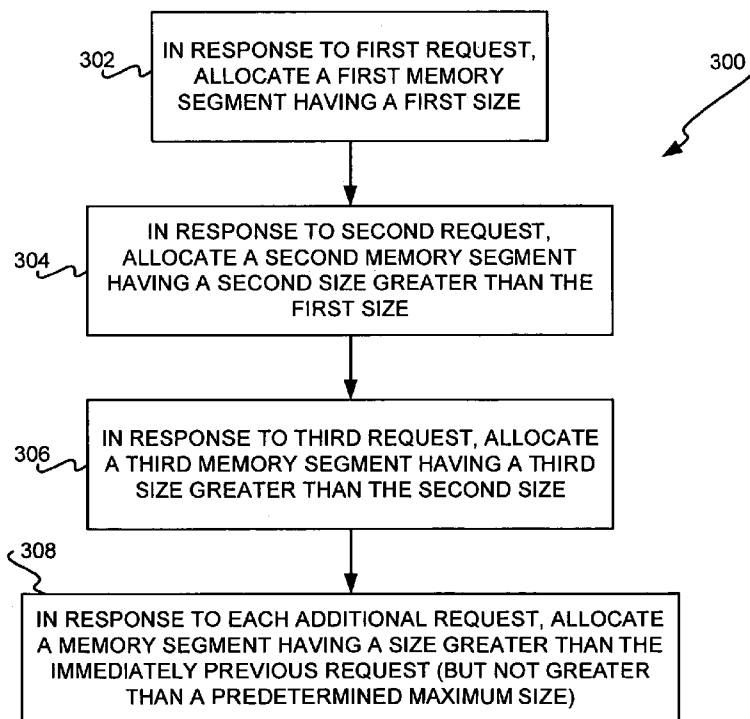 302
IN RESPONSE TO FIRST REQUEST,
ALLOCATE A FIRST MEMORY
SEGMENT HAVING A FIRST SIZE
300
304
IN RESPONSE TO SECOND REQUEST,
ALLOCATE A SECOND MEMORY SEGMENT
HAVING A SECOND SIZE GREATER THAN THE
FIRST SIZE
306
IN RESPONSE TO THIRD REQUEST, ALLOCATE
A THIRD MEMORY SEGMENT HAVING A THIRD
SIZE GREATER THAN THE SECOND SIZE
308
IN RESPONSE TO EACH ADDITIONAL REQUEST, ALLOCATE
A MEMORY SEGMENT HAVING A SIZE GREATER THAN THE
IMMEDIATELY PREVIOUS REQUEST (BUT NOT GREATER
THAN A PREDETERMINED MAXIMUM SIZE)